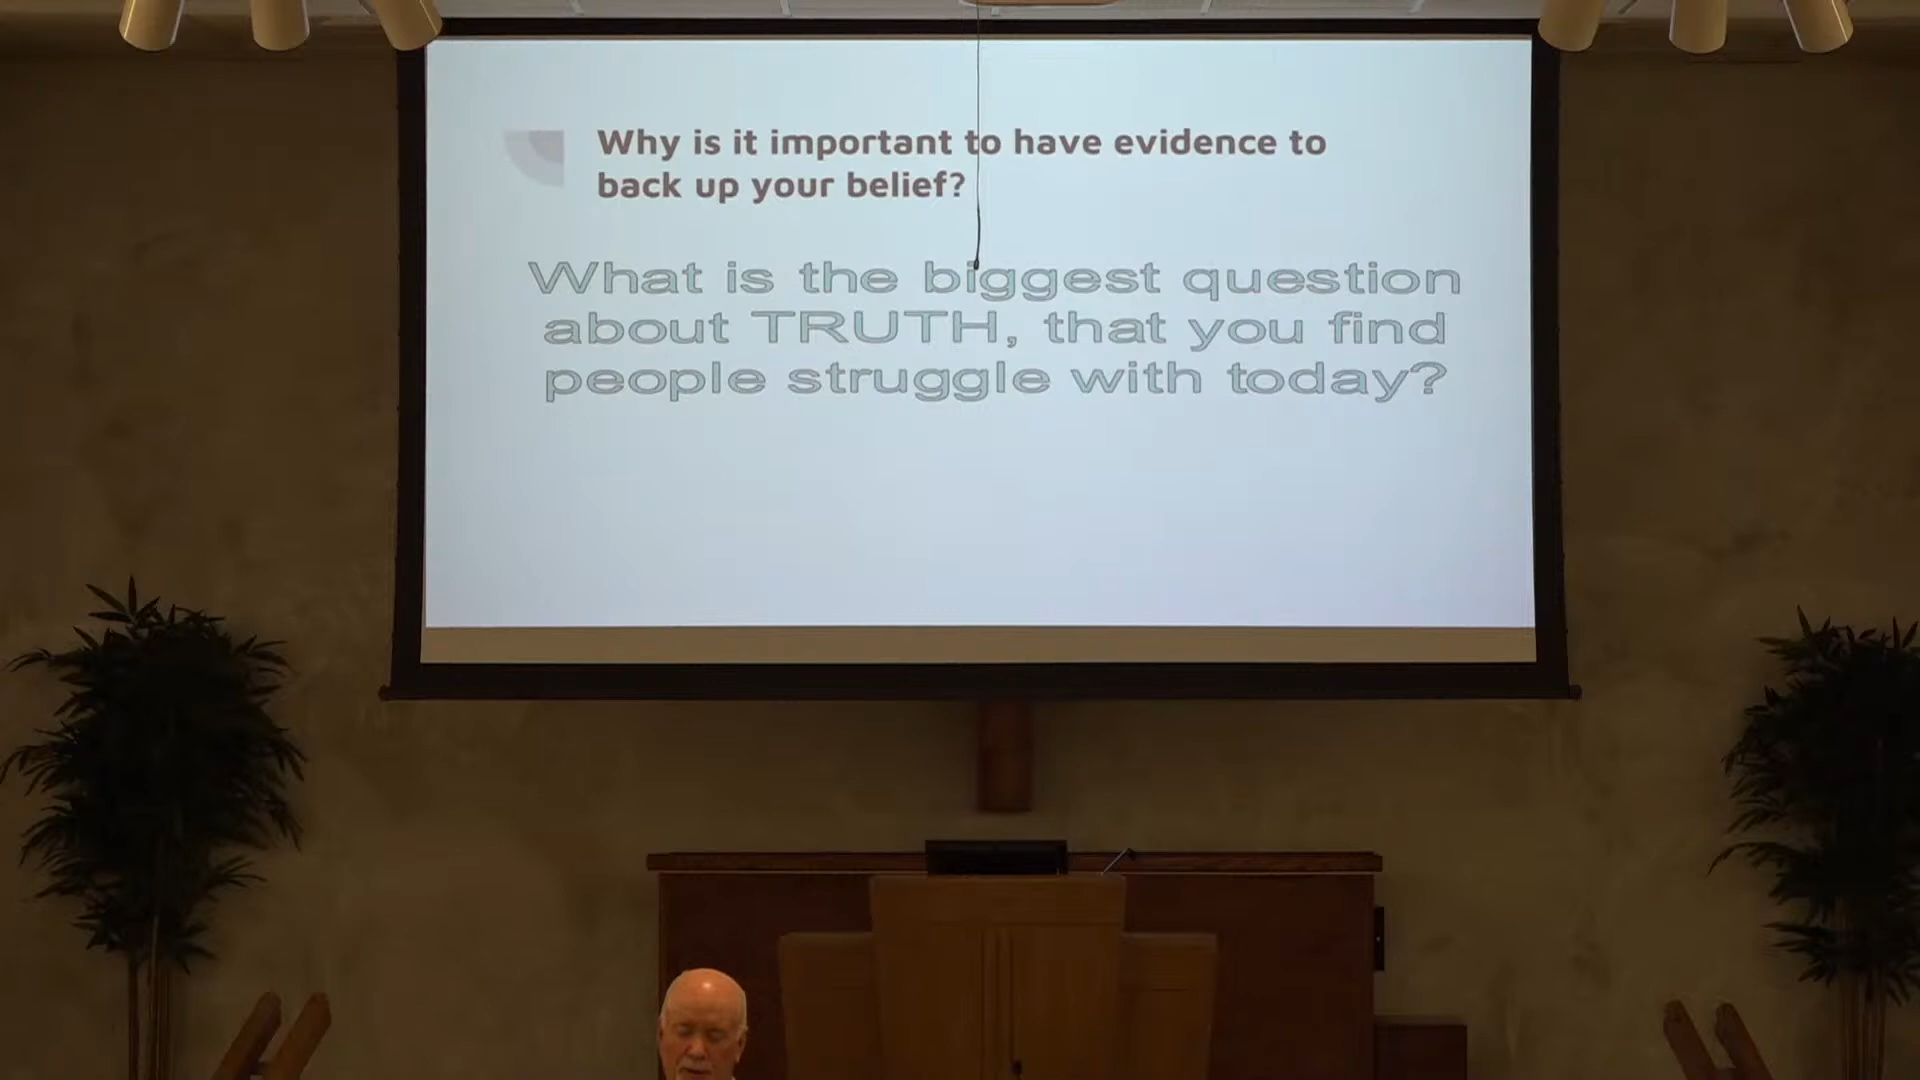 Why is it important to have evidence to
back up your belief?
What is the biggest question
about TRUTH, that you find
people struggle with today?